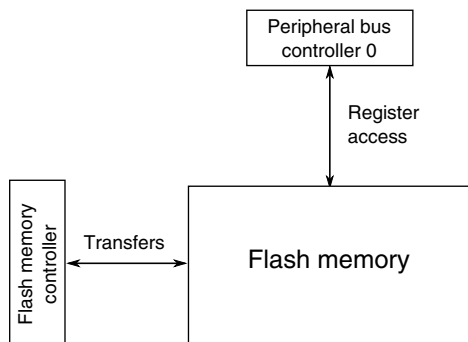 Peripheral bus
controller 0
Register
access
Flash memory
controller
Transfers
Flash memory